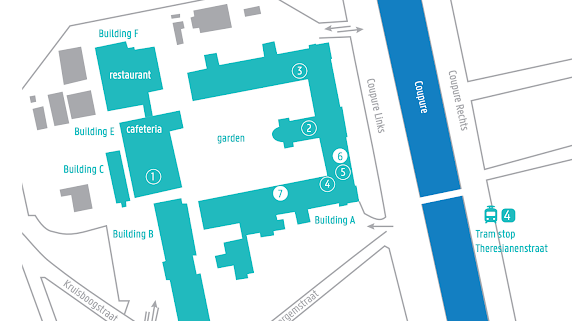 Building F
restaurant
3
Coupure Links
Coupure
Coupure Rechts
Building E
cafeteria
garden
2
6
Building C
1
5
4
7
4
Building A
Building B
Tram stop
Theresianenstraat
Kruisboogstraat